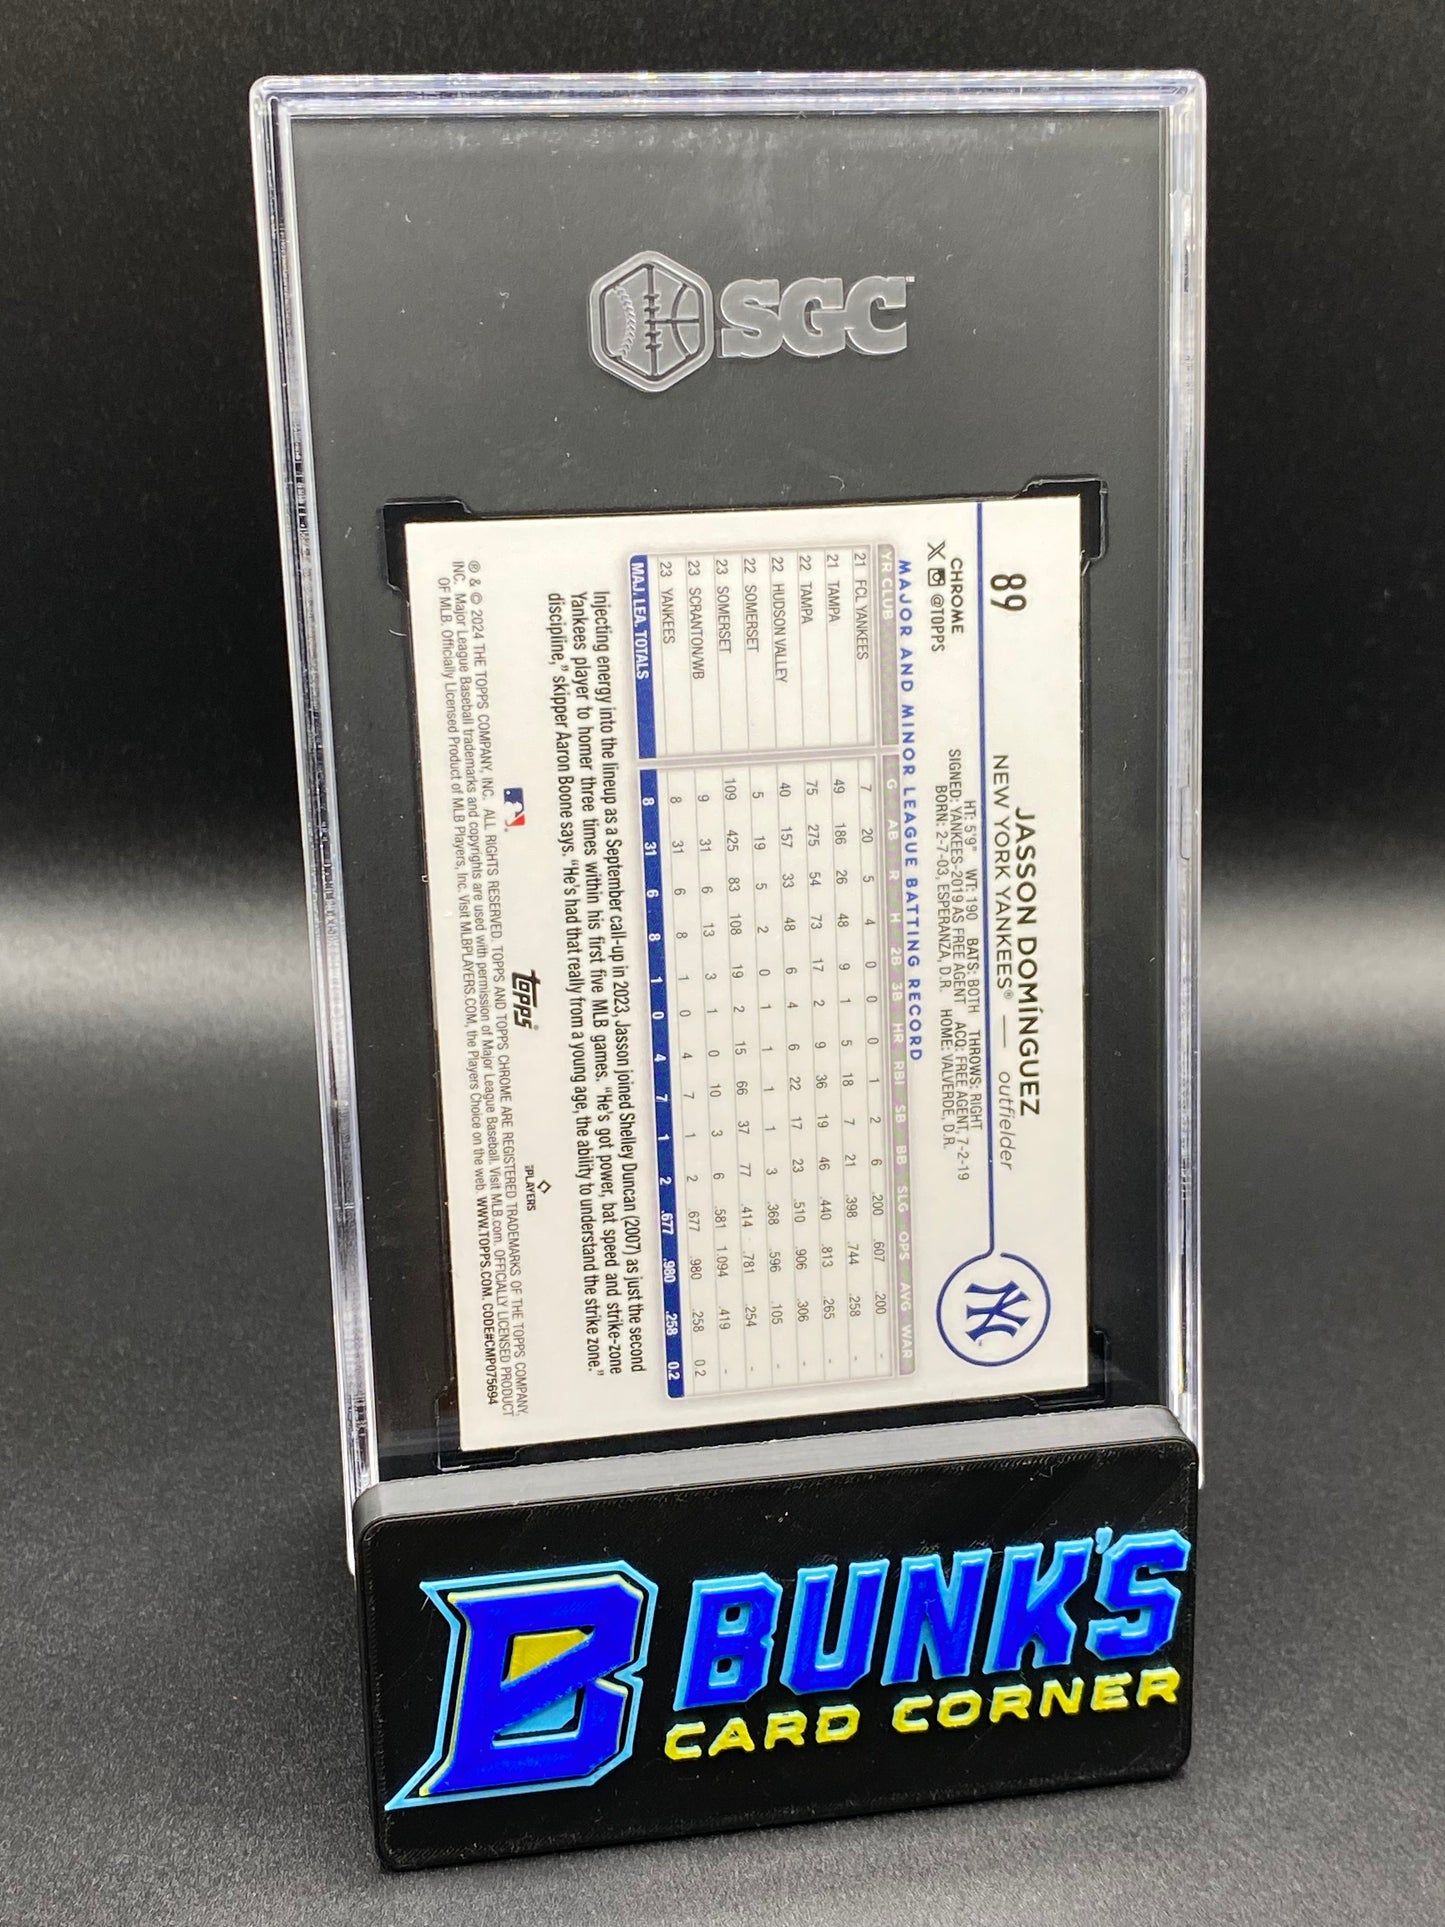 SGC
89
JASSON DOMÍNGUEZ
NEW YORK YANKEES® — outfielder
CHROME
@TOPPS
HT: 5'9" WT: 190 BATS: BOTH THROWS: RIGHT
SIGNED: YANKEES-2019 AS FREE AGENT ACQ: FREE AGENT, 7-2-19
BORN: 2-7-03, ESPERANZA, D.R. HOME: VALVERDE, D.R.
MAJOR AND MINOR LEAGUE BATTING RECORD
YR CLUB G AB R H 2B 3B HR RBI SB BB SLG OPS AVG WAR
21 FCL YANKEES 7 20 5 4 0 0 0 1 2 6 .200 .607 .200 -
21 TAMPA 49 186 26 48 9 1 5 18 7 21 .398 .744 .258 -
22 TAMPA 75 275 54 73 17 2 9 36 19 46 .440 .813 .265 -
22 HUDSON VALLEY 40 157 33 48 6 4 6 22 17 23 .510 .906 .306 -
22 SOMERSET 5 19 5 2 0 1 1 1 1 3 .368 .596 .105 -
23 SOMERSET 109 425 83 108 19 2 15 66 37 77 .414 .781 .254 -
23 SCRANTON/WB 9 31 6 13 3 1 0 10 3 6 .581 1.094 .419 -
23 YANKEES 8 31 6 8 1 0 4 7 1 2 .677 .980 .258 0.2
MAJ. LEA. TOTALS 8 31 6 8 1 0 4 7 1 2 .677 .980 .258 0.2
Injecting energy into the lineup as a September call-up in 2023, Jasson joined Shelley Duncan (2007) as just the second
Yankees player to homer three times within his first five MLB games. "He's got power, bat speed and strike-zone
discipline," skipper Aaron Boone says. "He's had that really from a young age, the ability to understand the strike zone."
topps®
PLAYERS
℗ & © 2024 THE TOPPS COMPANY, INC. ALL RIGHTS RESERVED. TOPPS AND TOPPS CHROME ARE REGISTERED TRADEMARKS OF THE TOPPS COMPANY,
INC. Major League Baseball trademarks and copyrights are used with permission of Major League Baseball. Visit MLB.com. OFFICIALLY LICENSED PRODUCT
OF MLB. Officially Licensed Product of MLB Players, Inc. Visit MLBPLAYERS.COM, the Players Choice on the web. WWW.TOPPS.COM. CODE#CMP075694
B BUNK'S
CARD CORNER